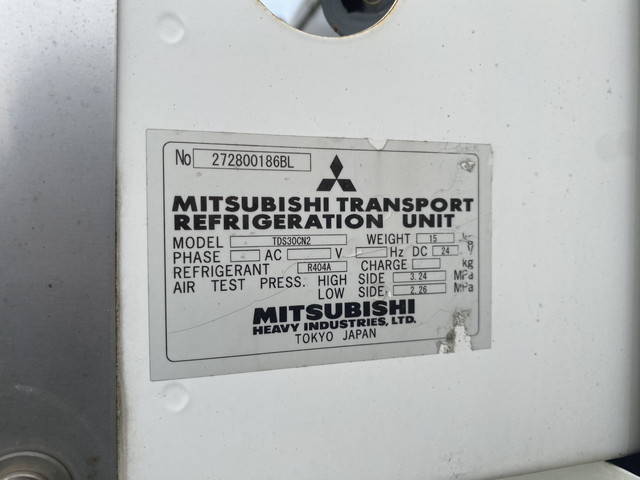 No 272800186BL
MITSUBISHI TRANSPORT
REFRIGERATION UNIT
MODEL TDS30CN2 WEIGHT 15 kg
PHASE - AC - V - Hz DC 24 V
REFRIGERANT R404A CHARGE kg
AIR TEST PRESS. HIGH SIDE 3.24 MPa
LOW SIDE 2.26 MPa
MITSUBISHI
HEAVY INDUSTRIES, LTD.
TOKYO JAPAN